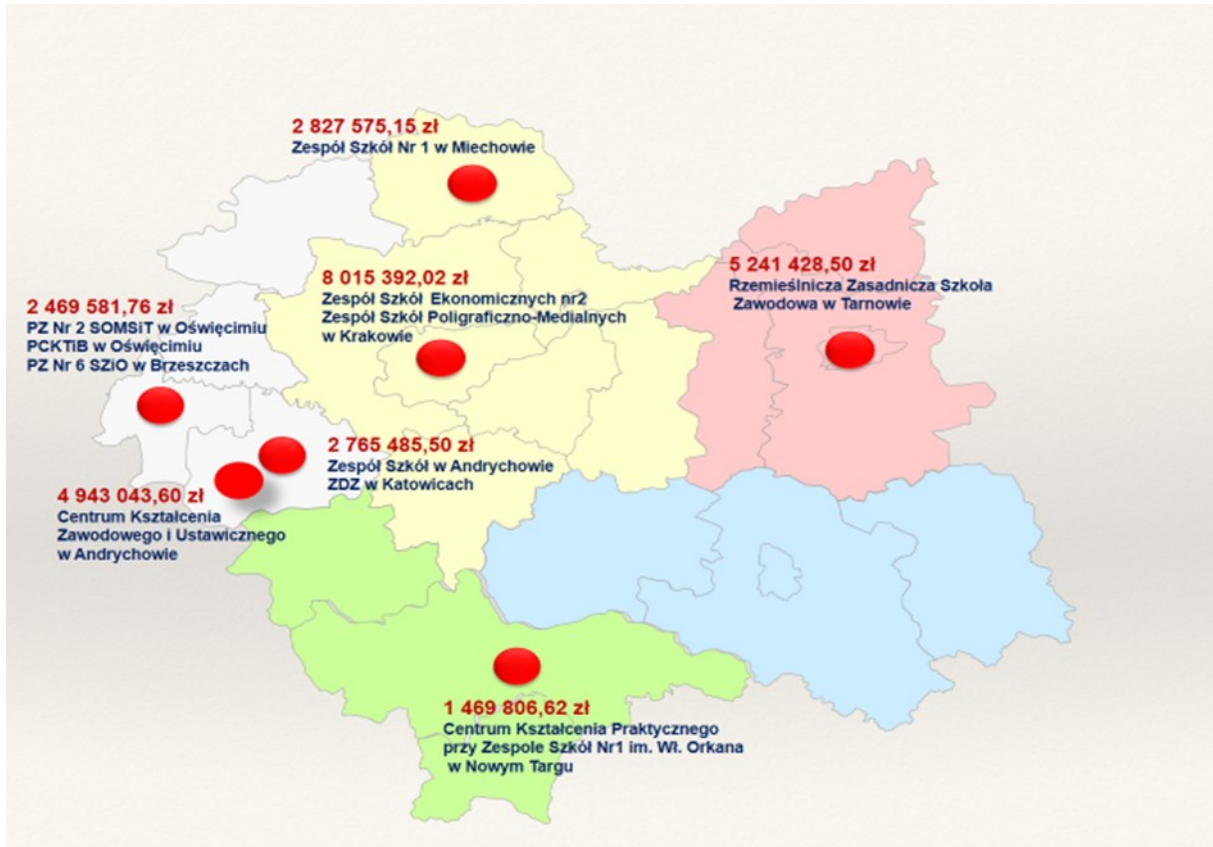 2 827 575,15 zł
Zespół Szkół Nr 1 w Miechowie
8 015 392,02 zł
Zespół Szkół Ekonomicznych nr2
Zespół Szkół Poligraficzno-Medialnych
w Krakowie
5 241 428,50 zł
Rzemieślnicza Zasadnicza Szkoła
Zawodowa w Tarnowie
2 469 581,76 zł
PZ Nr 2 SOMSiT w Oświęcimiu
PCKTiB w Oświęcimiu
PZ Nr 6 SZiO w Brzeszczach
2 765 485,50 zł
Zespół Szkół w Andrychowie
ZDZ w Katowicach
4 943 043,60 zł
Centrum Kształcenia
Zawodowego i Ustawicznego
w Andrychowie
1 469 806,62 zł
Centrum Kształcenia Praktycznego
przy Zespole Szkół Nr1 im. Wł. Orkana
w Nowym Targu